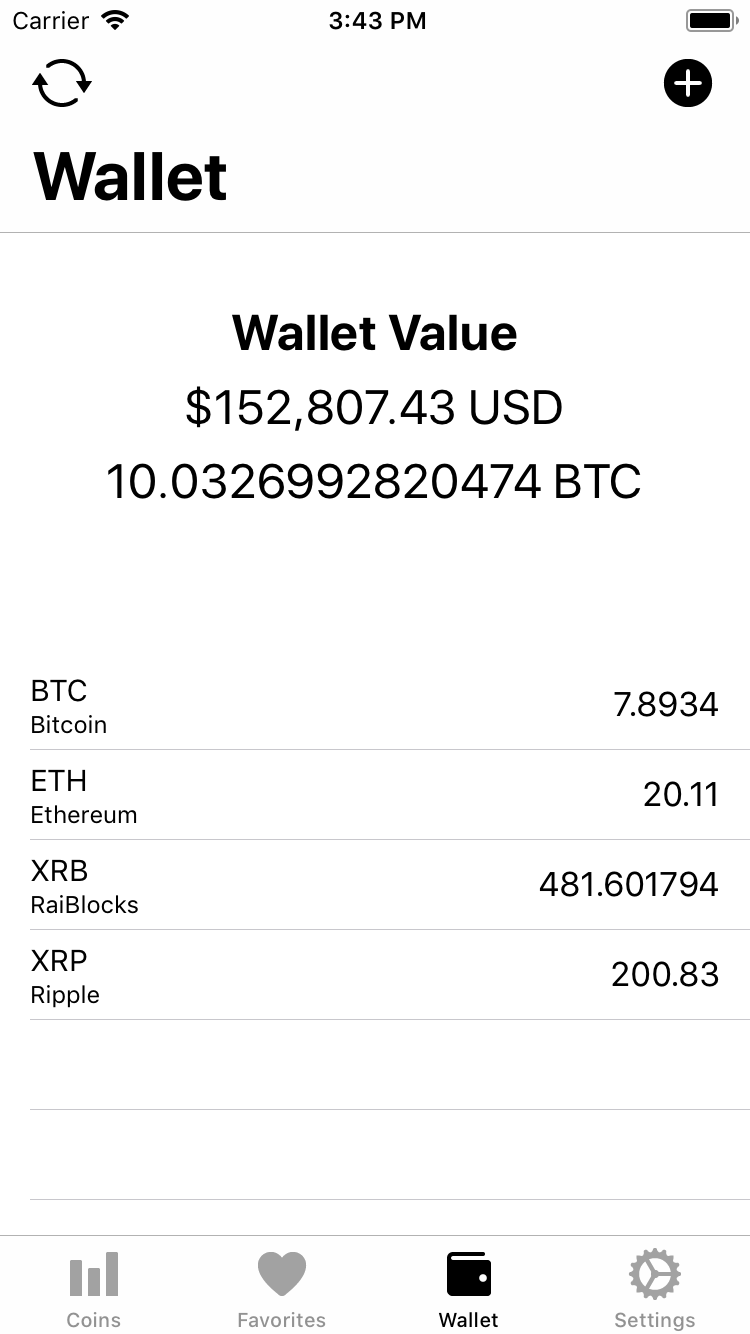 Carrier 3:43 PM
Wallet
Wallet Value
$152,807.43 USD
10.0326992820474 BTC
BTC
Bitcoin
7.8934
ETH
Ethereum
20.11
XRB
RaiBlocks
481.601794
XRP
Ripple
200.83
Coins Favorites Wallet Settings